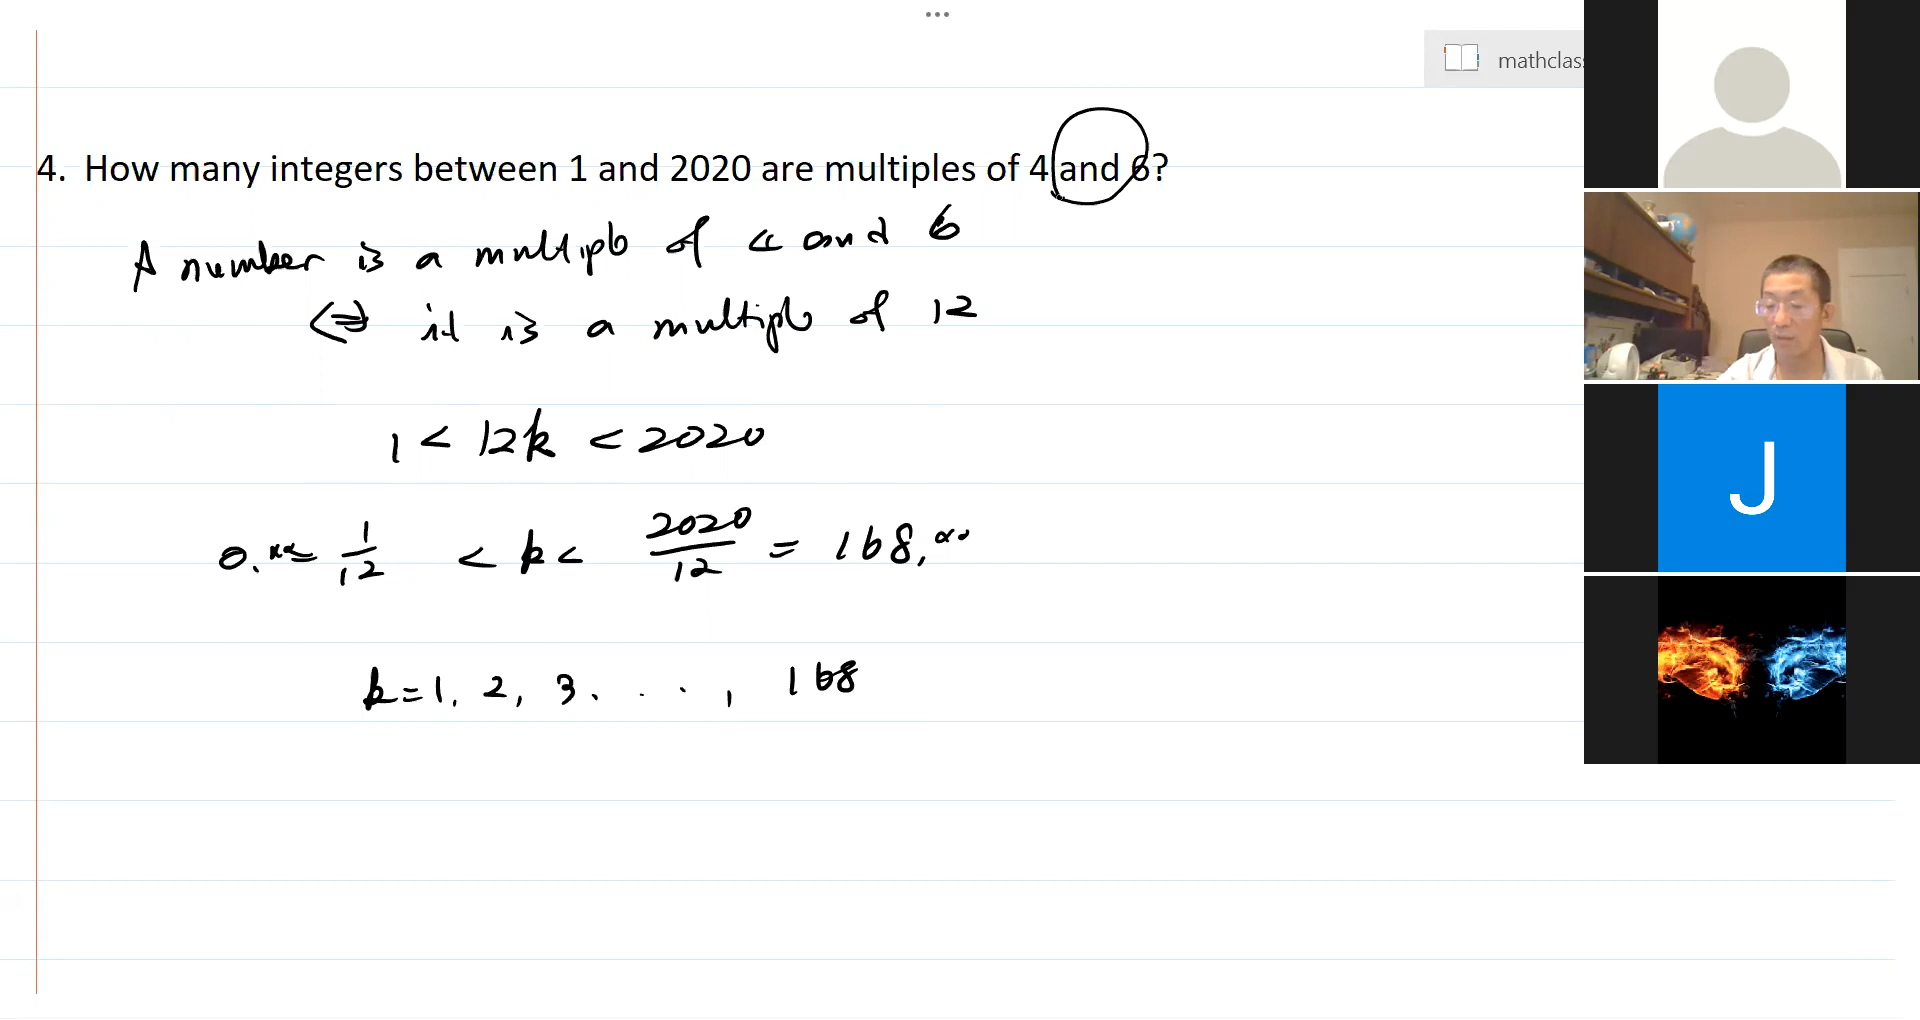 mathclas
4. How many integers between 1 and 2020 are multiples of 4 and 6?
A number is a multiple of 4 and 6
⟺ it is a multiple of 12
1 < 12k < 2020
0.xx = 1/12 < k < 2020/12 = 168.xx
k = 1, 2, 3, . . . , 168
J